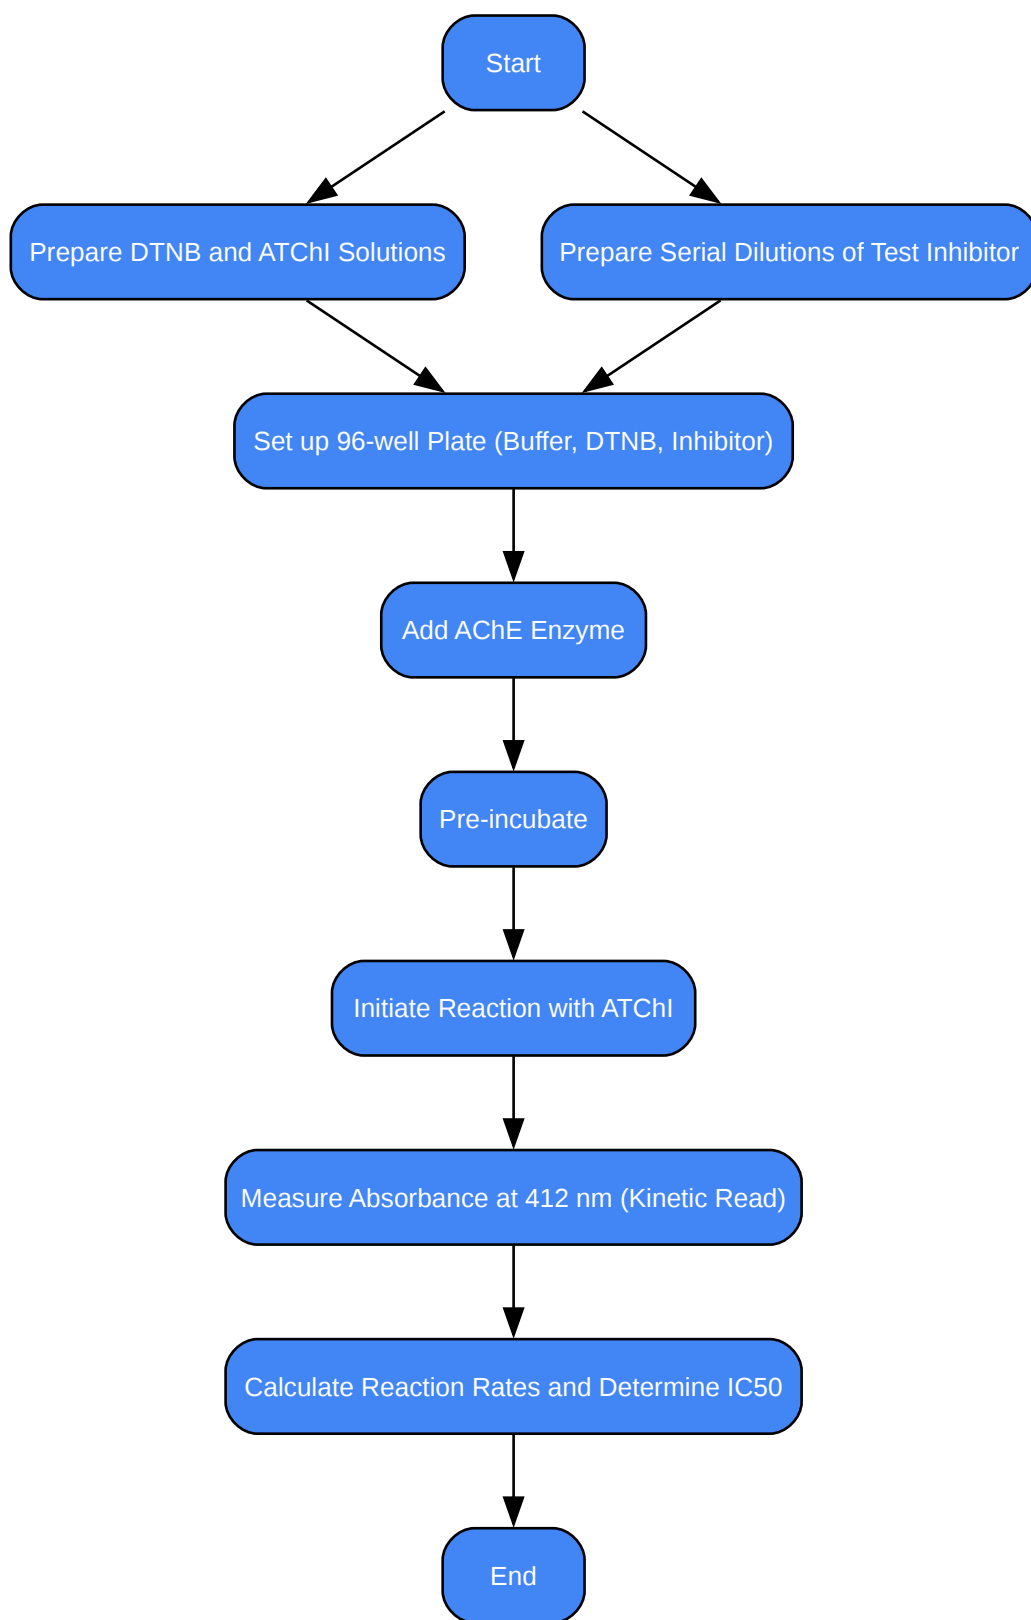 Start
Prepare DTNB and ATChI Solutions
Prepare Serial Dilutions of Test Inhibitor
Set up 96-well Plate (Buffer, DTNB, Inhibitor)
Add AChE Enzyme
Pre-incubate
Initiate Reaction with ATChI
Measure Absorbance at 412 nm (Kinetic Read)
Calculate Reaction Rates and Determine IC50
End